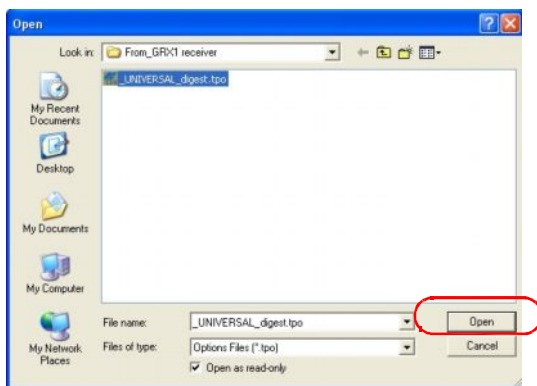 Open
Look in: From_GRX1 receiver
_UNIVERSAL_digest.tpo
My Recent
Documents
Desktop
My Documents
My Computer
My Network
Places
File name: _UNIVERSAL_digest.tpo Open
Files of type: Options Files (*.tpo) Cancel
Open as read-only